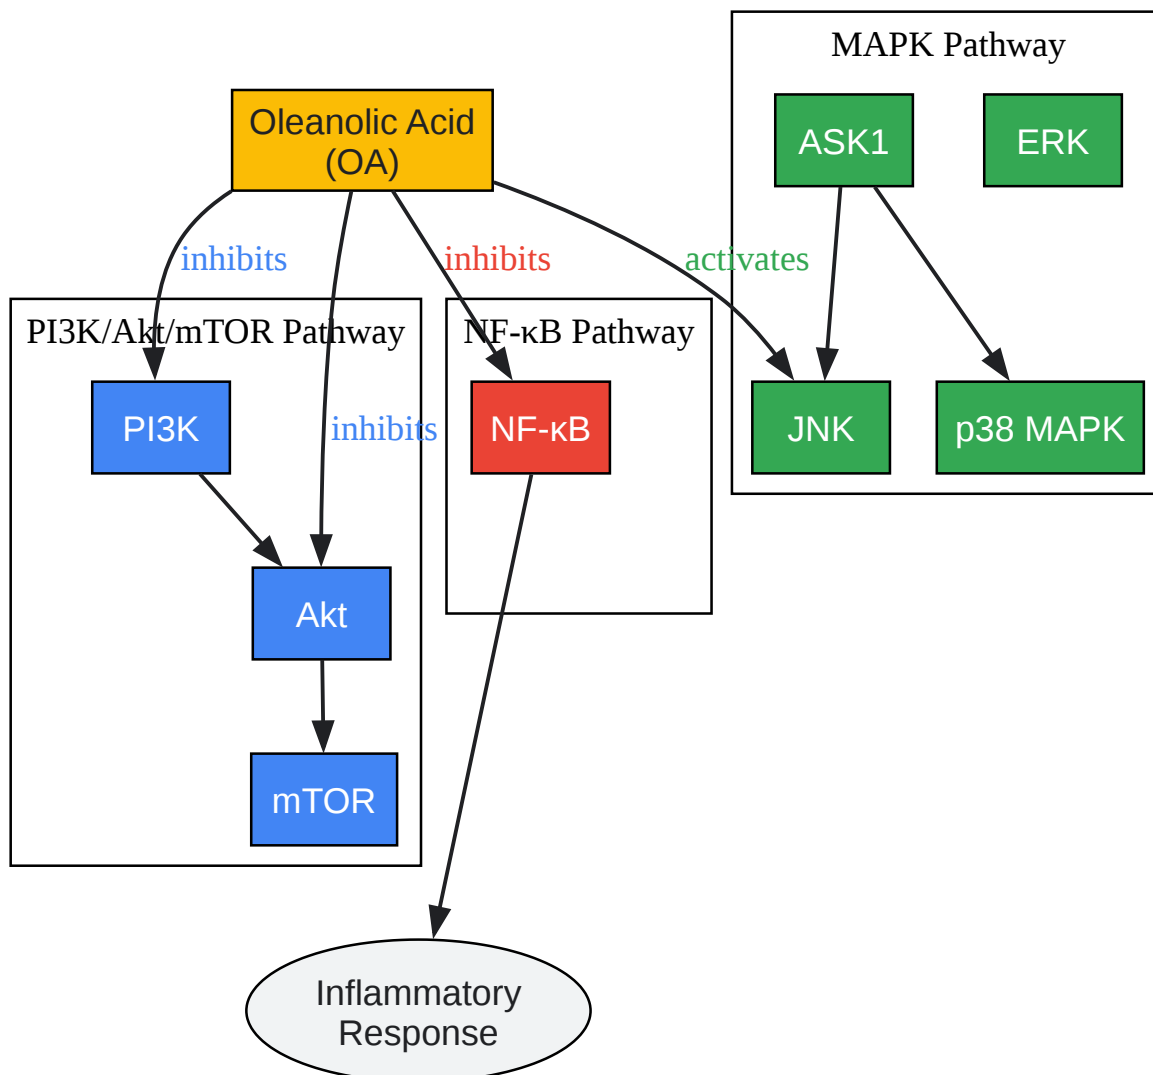 MAPK Pathway
Oleanolic Acid
(OA)
ASK1
ERK
inhibits
inhibits
activates
PI3K/Akt/mTOR Pathway
NF-κB Pathway
PI3K
inhibits
NF-κB
JNK
p38 MAPK
Akt
mTOR
Inflammatory
Response